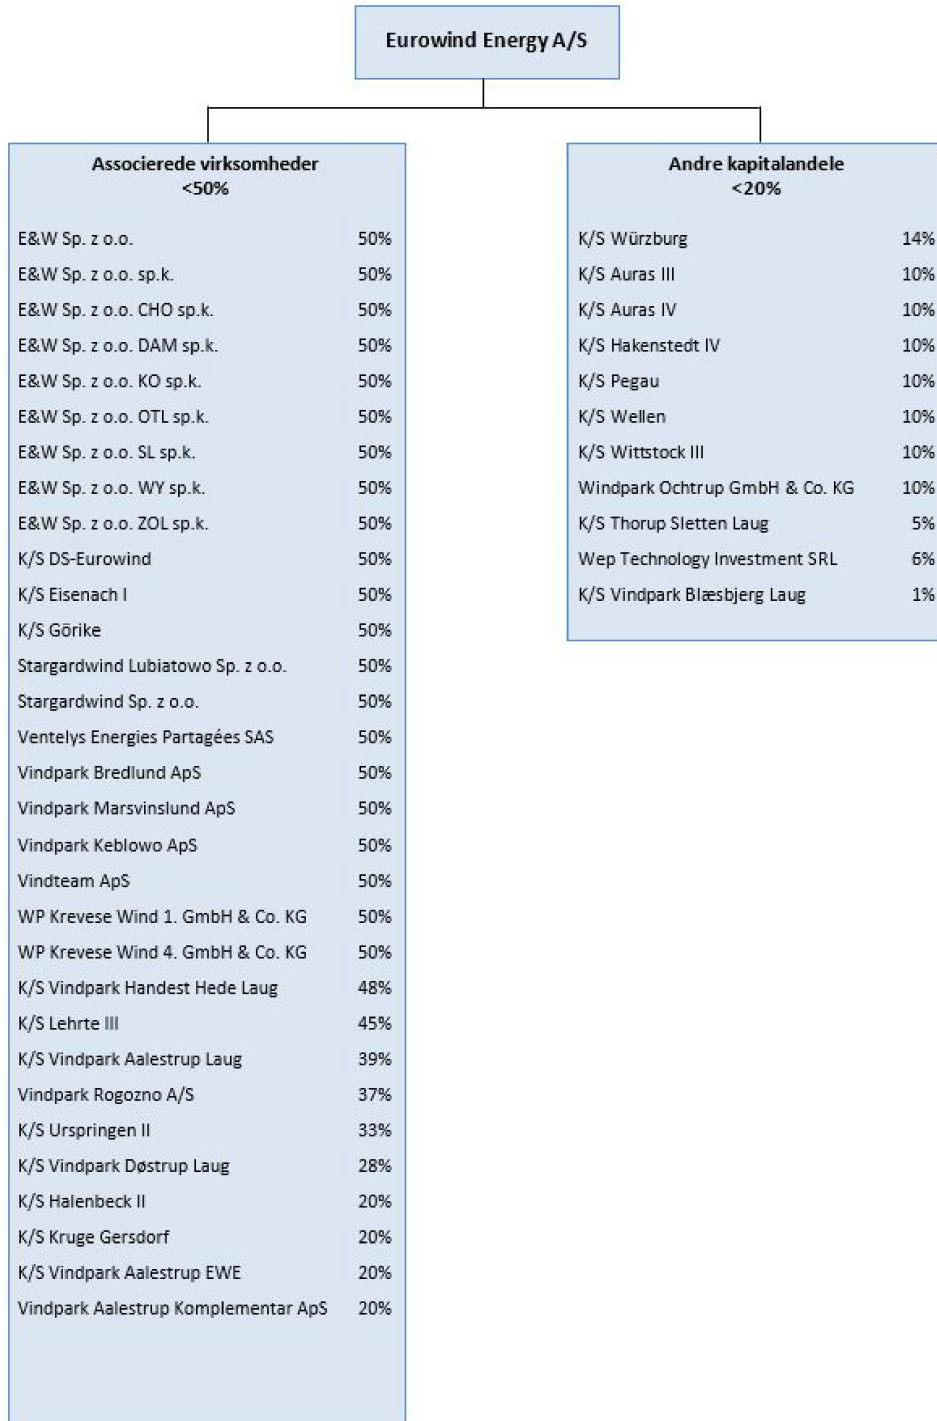 Eurowind Energy A/S
Associerede virksomheder
<50%
E&W Sp. z o.o. 50%
E&W Sp. z o.o. sp.k. 50%
E&W Sp. z o.o. CHO sp.k. 50%
E&W Sp. z o.o. DAM sp.k. 50%
E&W Sp. z o.o. KO sp.k. 50%
E&W Sp. z o.o. OTL sp.k. 50%
E&W Sp. z o.o. SL sp.k. 50%
E&W Sp. z o.o. WY sp.k. 50%
E&W Sp. z o.o. ZOL sp.k. 50%
K/S DS-Eurowind 50%
K/S Eisenach I 50%
K/S Görike 50%
Stargardwind Lubiatowo Sp. z o.o. 50%
Stargardwind Sp. z o.o. 50%
Ventelys Energies Partagées SAS 50%
Vindpark Bredlund ApS 50%
Vindpark Marsvinslund ApS 50%
Vindpark Keblowo ApS 50%
Vindteam ApS 50%
WP Krevese Wind 1. GmbH & Co. KG 50%
WP Krevese Wind 4. GmbH & Co. KG 50%
K/S Vindpark Handest Hede Laug 48%
K/S Lehrte III 45%
K/S Vindpark Aalestrup Laug 39%
Vindpark Rogozno A/S 37%
K/S Urspringen II 33%
K/S Vindpark Døstrup Laug 28%
K/S Halenbeck II 20%
K/S Kruge Gersdorf 20%
K/S Vindpark Aalestrup EWE 20%
Vindpark Aalestrup Komplementar ApS 20%
Andre kapitalandele
<20%
K/S Würzburg 14%
K/S Auras III 10%
K/S Auras IV 10%
K/S Hakenstedt IV 10%
K/S Pegau 10%
K/S Wellen 10%
K/S Wittstock III 10%
Windpark Ochtrup GmbH & Co. KG 10%
K/S Thorup Sletten Laug 5%
Wep Technology Investment SRL 6%
K/S Vindpark Blæsbjerg Laug 1%